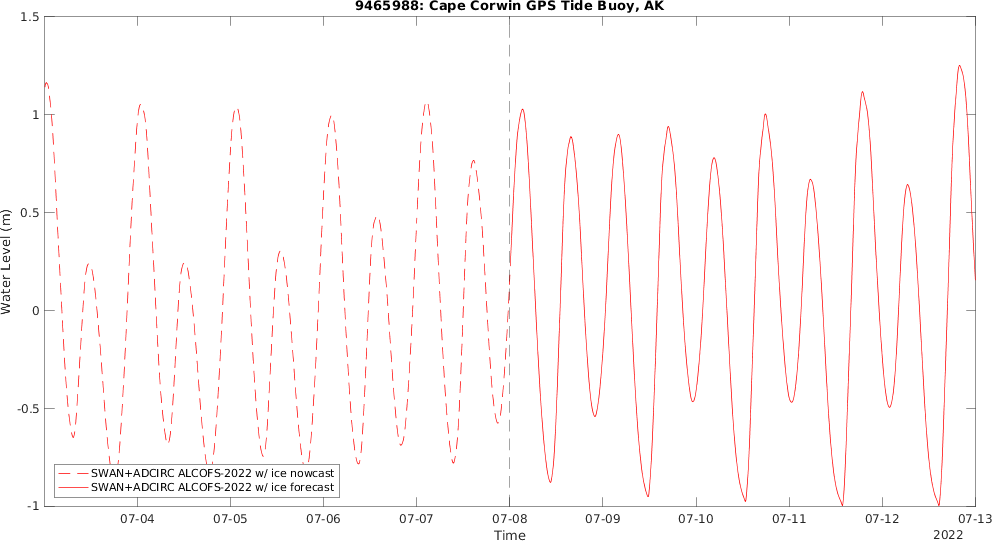 9465988: Cape Corwin GPS Tide Buoy, AK
1.5
1
0.5
0
-0.5
-1
Water Level (m)
SWAN+ADCIRC ALCOFS-2022 w/ ice nowcast
SWAN+ADCIRC ALCOFS-2022 w/ ice forecast
07-04 07-05 07-06 07-07 07-08 07-09 07-10 07-11 07-12 07-13
Time
2022